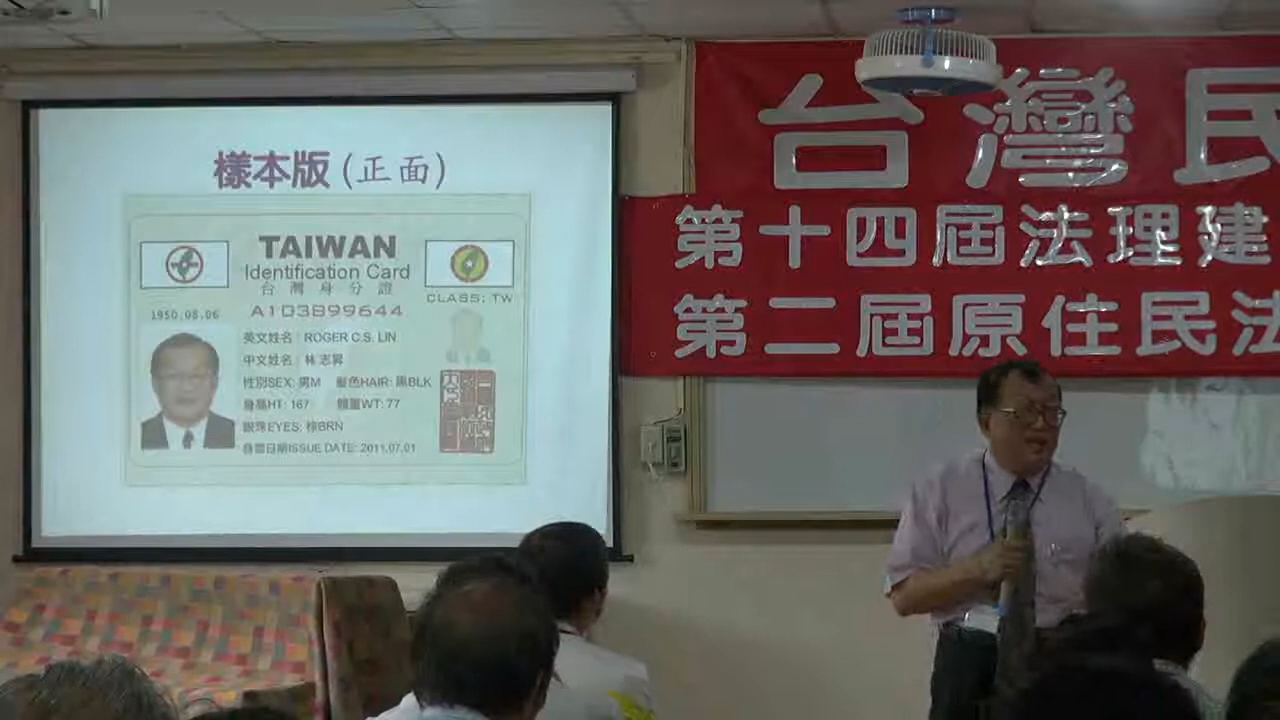 樣本版 (正面)
TAIWAN
Identification Card
台灣身分證
CLASS: TW
1950.08.06
A103899644
英文姓名: ROGER C.S. LIN
中文姓名: 林志昇
性別SEX: 男M 髮色HAIR: 黑BLK
身高HT: 167 體重WT: 77
眼珠EYES: 棕BRN
發證日期ISSUE DATE: 2011.07.01
台灣民
第十四屆法理建
第二屆原住民法